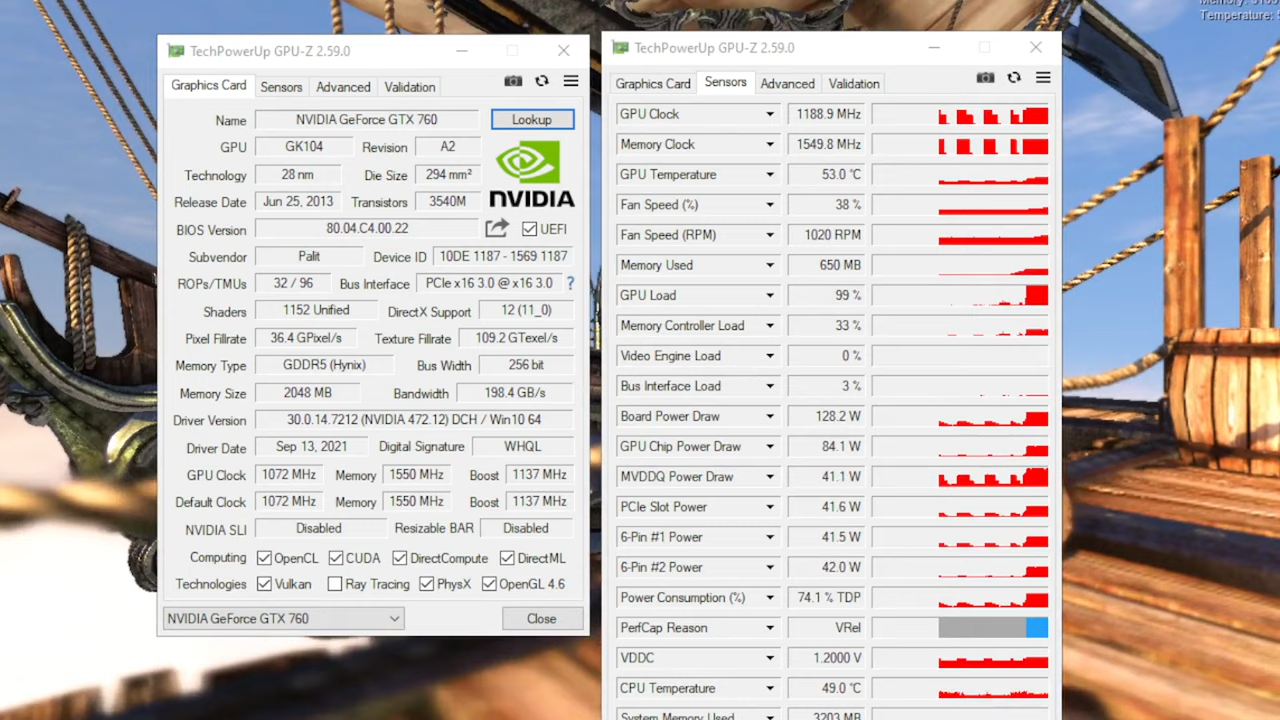 Temperature:
TechPowerUp GPU-Z 2.59.0
Graphics Card Sensors Advanced Validation
Name NVIDIA GeForce GTX 760 Lookup
GPU GK104 Revision A2
Technology 28 nm Die Size 294 mm²
NVIDIA
Release Date Jun 25, 2013 Transistors 3540M
BIOS Version 80.04.C4.00.22 UEFI
Subvendor Palit Device ID 10DE 1187 - 1569 1187
ROPs/TMUs 32 / 96 Bus Interface PCIe x16 3.0 @ x16 3.0 ?
Shaders 1152 Unified DirectX Support 12 (11_0)
Pixel Fillrate 36.4 GPixel/s Texture Fillrate 109.2 GTexel/s
Memory Type GDDR5 (Hynix) Bus Width 256 bit
Memory Size 2048 MB Bandwidth 198.4 GB/s
Driver Version 30.0.14.7212 (NVIDIA 472.12) DCH / Win10 64
Driver Date Sep 13, 2021 Digital Signature WHQL
GPU Clock 1072 MHz Memory 1550 MHz Boost 1137 MHz
Default Clock 1072 MHz Memory 1550 MHz Boost 1137 MHz
NVIDIA SLI Disabled Resizable BAR Disabled
Computing OpenCL CUDA DirectCompute DirectML
Technologies Vulkan Ray Tracing PhysX OpenGL 4.6
NVIDIA GeForce GTX 760 Close
TechPowerUp GPU-Z 2.59.0
Graphics Card Sensors Advanced Validation
GPU Clock 1188.9 MHz
Memory Clock 1549.8 MHz
GPU Temperature 53.0 °C
Fan Speed (%) 38 %
Fan Speed (RPM) 1020 RPM
Memory Used 650 MB
GPU Load 99 %
Memory Controller Load 33 %
Video Engine Load 0 %
Bus Interface Load 3 %
Board Power Draw 128.2 W
GPU Chip Power Draw 84.1 W
MVDDQ Power Draw 41.1 W
PCIe Slot Power 41.6 W
6-Pin #1 Power 41.5 W
6-Pin #2 Power 42.0 W
Power Consumption (%) 74.1 % TDP
PerfCap Reason VRel
VDDC 1.2000 V
CPU Temperature 49.0 °C
System Memory Used 3203 MB